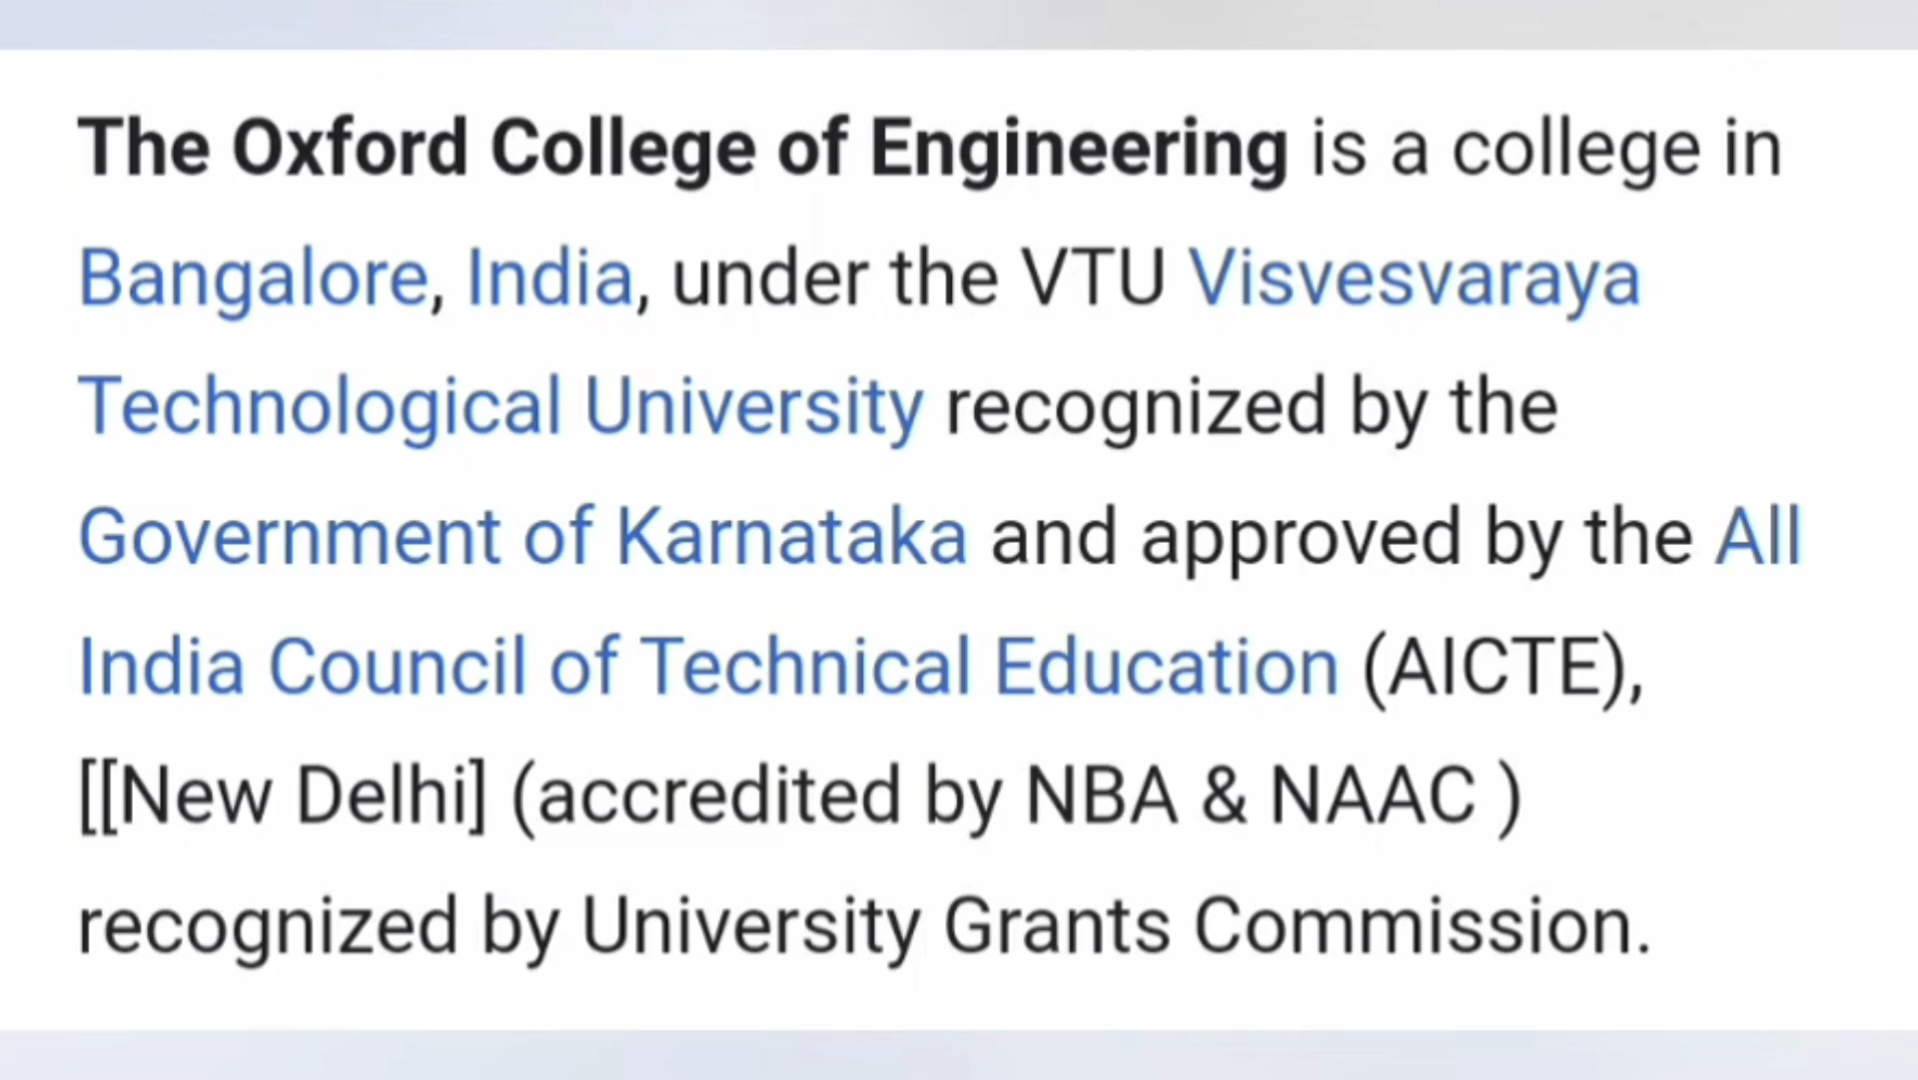 The Oxford College of Engineering is a college in
Bangalore, India, under the VTU Visvesvaraya
Technological University recognized by the
Government of Karnataka and approved by the All
India Council of Technical Education (AICTE),
[[New Delhi] (accredited by NBA & NAAC )
recognized by University Grants Commission.